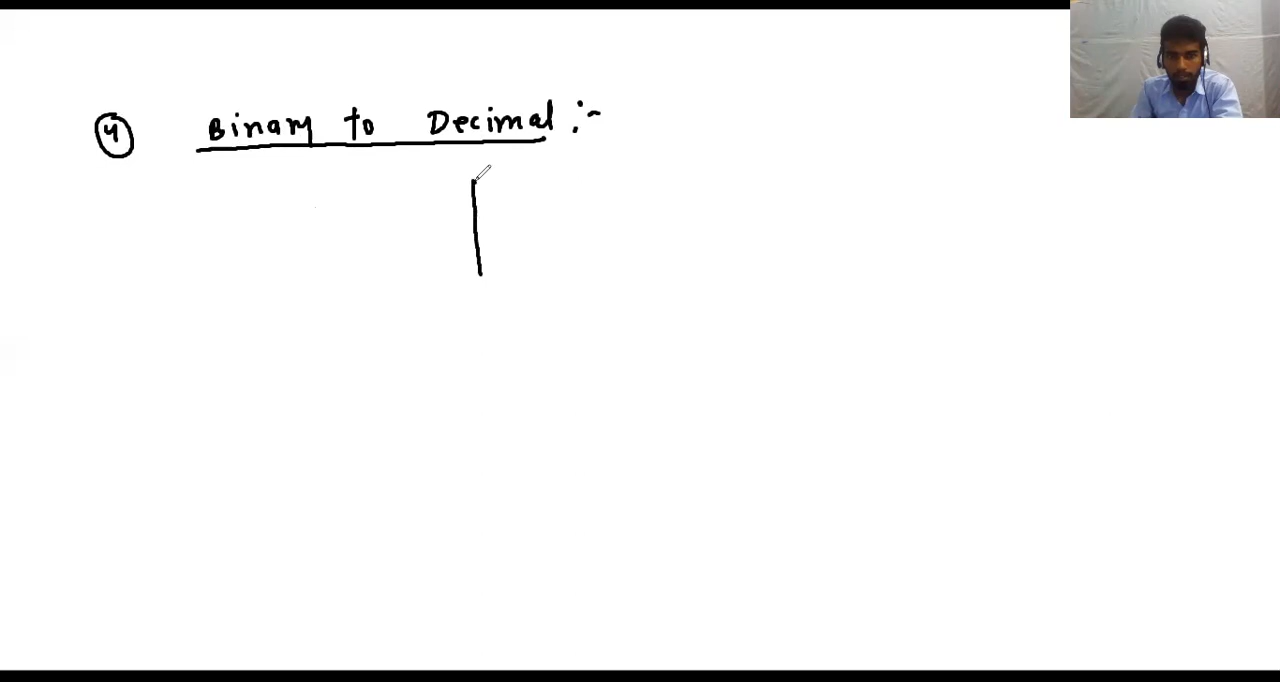 ④ Binary to Decimal :-